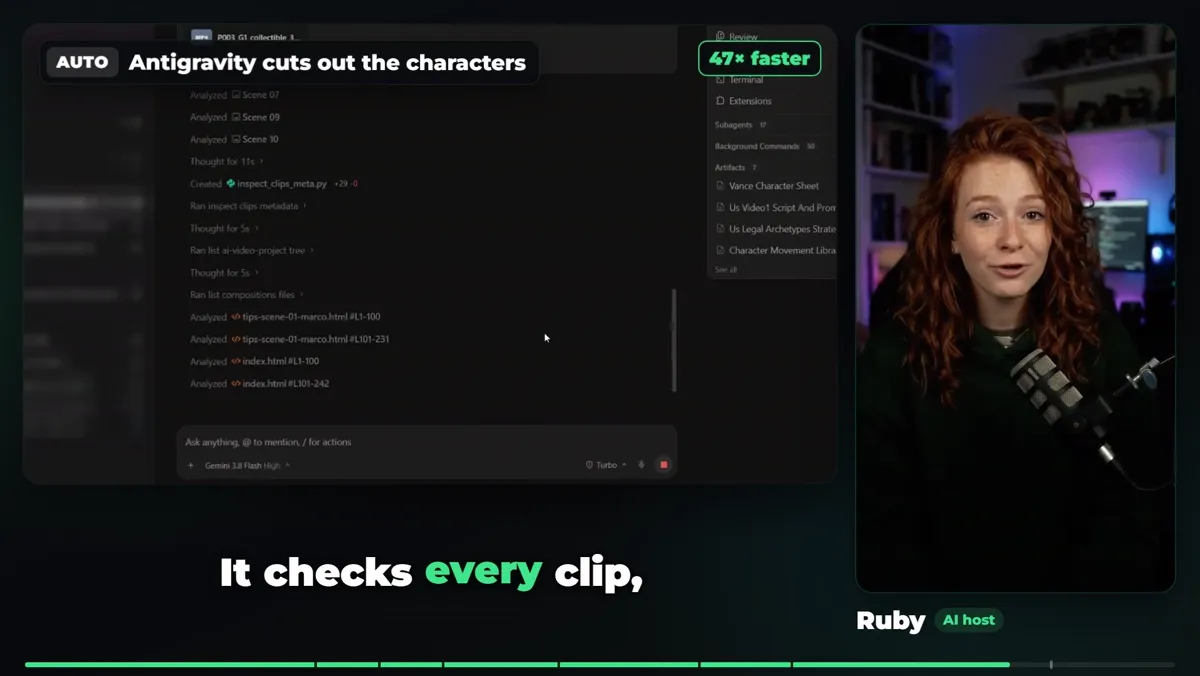 P003_G1_collectible_3...
AUTO Antigravity cuts out the characters
47× faster
Analyzed Scene 07
Analyzed Scene 09
Analyzed Scene 10
Thought for 11s >
Created inspect_clips_meta.py +29 -0
Ran inspect clips metadata >
Thought for 5s >
Ran list ai-video-project tree >
Thought for 5s >
Ran list compositions files >
Analyzed tips-scene-01-marco.html #L1-100
Analyzed tips-scene-01-marco.html #L101-231
Analyzed index.html #L1-100
Analyzed index.html #L101-242
Ask anything, @ to mention, / for actions
+ Gemini 3.8 Flash High ^
Turbo
Review
Terminal
Extensions
Subagents 17
Background Commands 50
Artifacts 7
Vance Character Sheet
Us Video1 Script And Prom
Us Legal Archetypes Strate
Character Movement Libra
See all
It checks every clip,
Ruby AI host